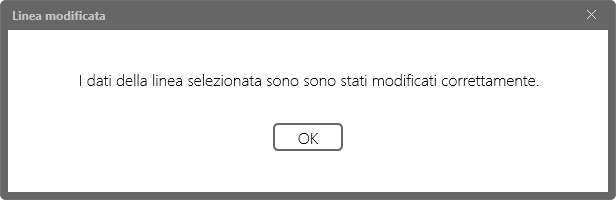 Linea modificata
I dati della linea selezionata sono sono stati modificati correttamente.
OK